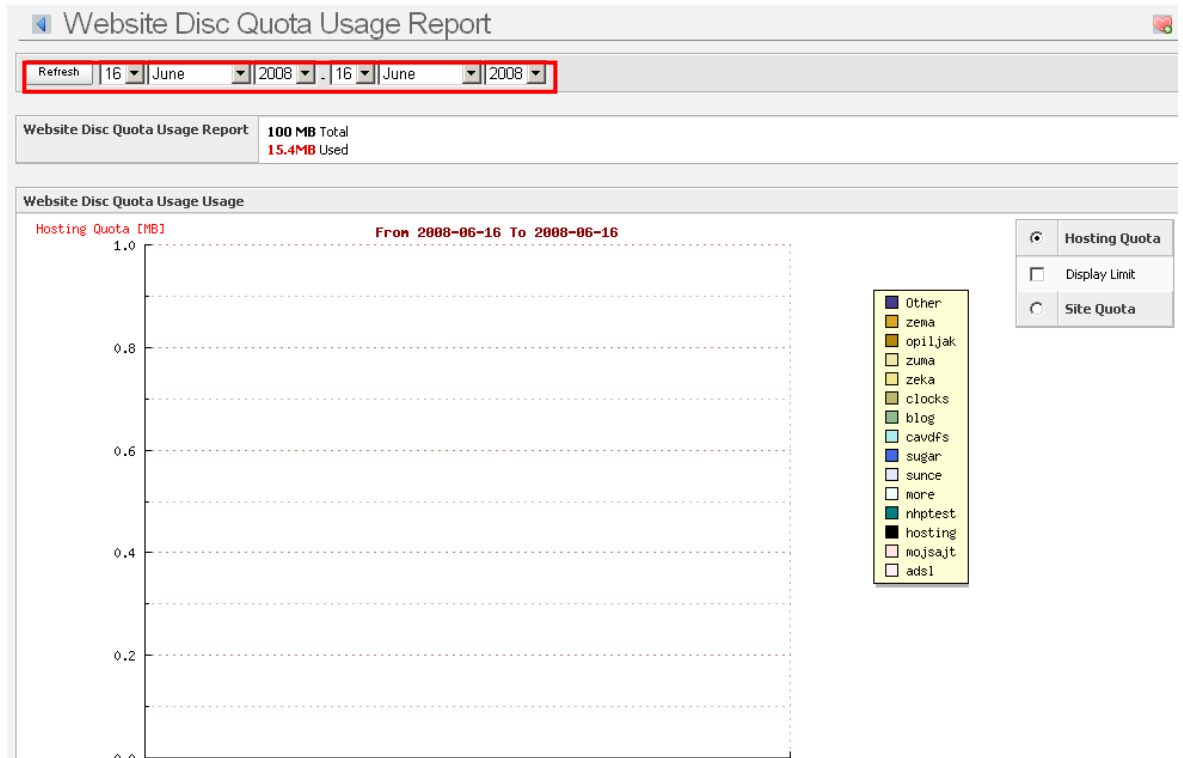 Website Disc Quota Usage Report
Refresh 16 June 2008 - 16 June 2008
Website Disc Quota Usage Report
100 MB Total
15.4MB Used
Website Disc Quota Usage Usage
Hosting Quota [MB]
From 2008-06-16 To 2008-06-16
1.0
0.8
0.6
0.4
0.2
0.0
Other
zema
opiljak
zuma
zeka
clocks
blog
cavdfs
sugar
sunce
more
nhptest
hosting
mojsajt
adsl
Hosting Quota
Display Limit
Site Quota